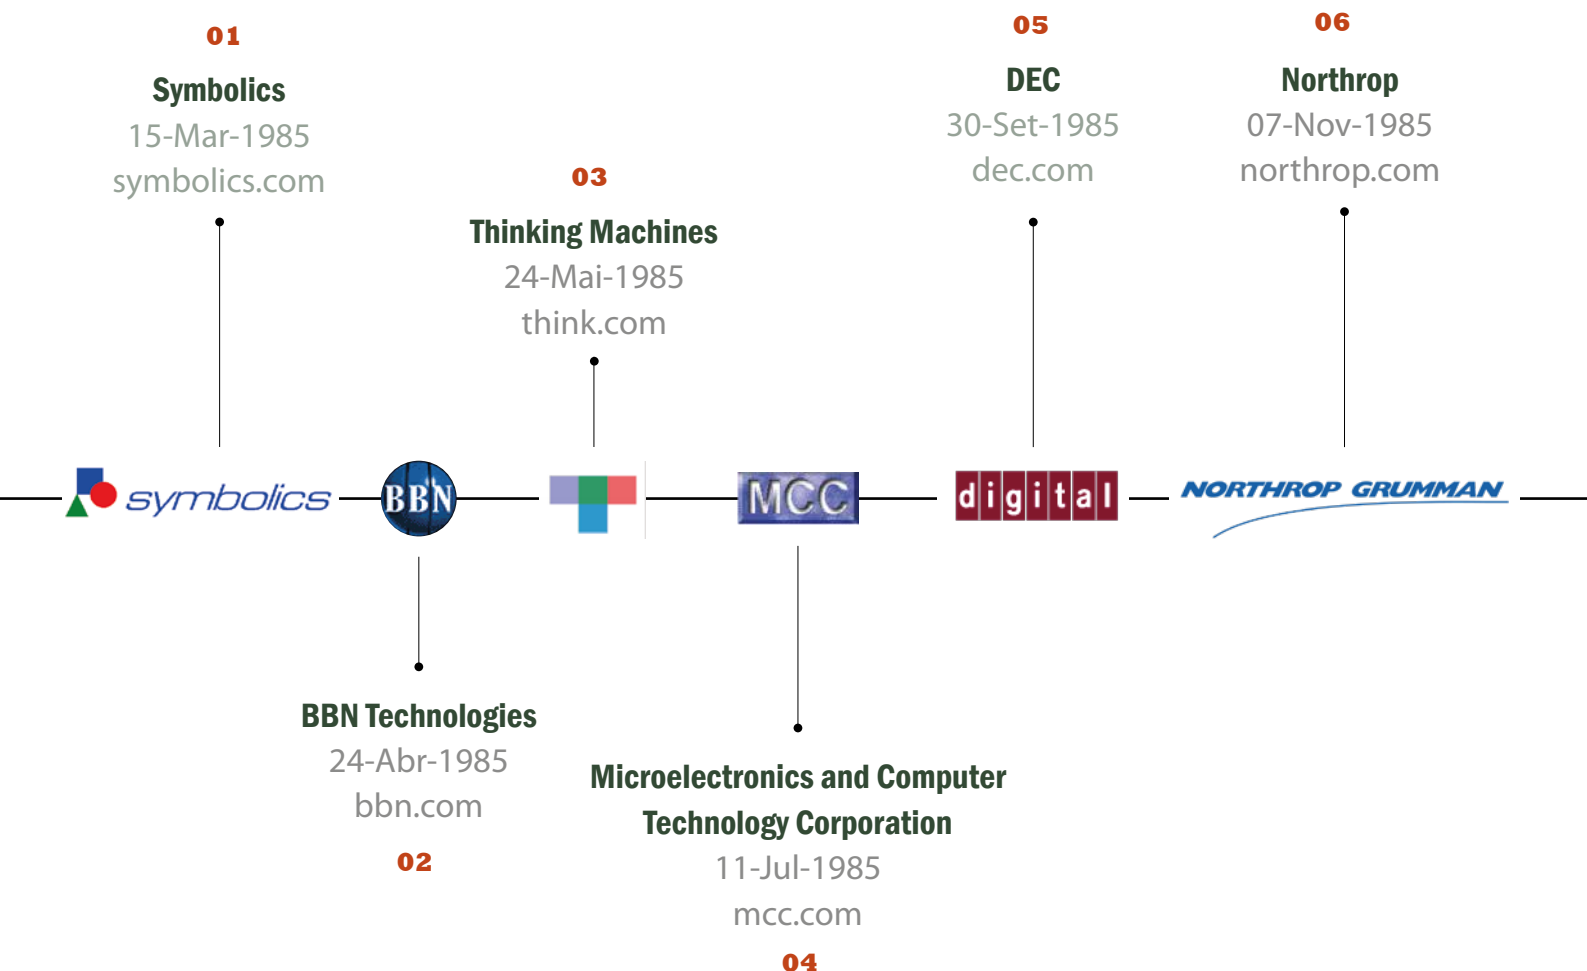 01
Symbolics
15-Mar-1985
symbolics.com
05
DEC
30-Set-1985
dec.com
06
Northrop
07-Nov-1985
northrop.com
03
Thinking Machines
24-Mai-1985
think.com
symbolics
BBN
MCC
digital
NORTHROP GRUMMAN
BBN Technologies
24-Abr-1985
bbn.com
02
Microelectronics and Computer
Technology Corporation
11-Jul-1985
mcc.com
04